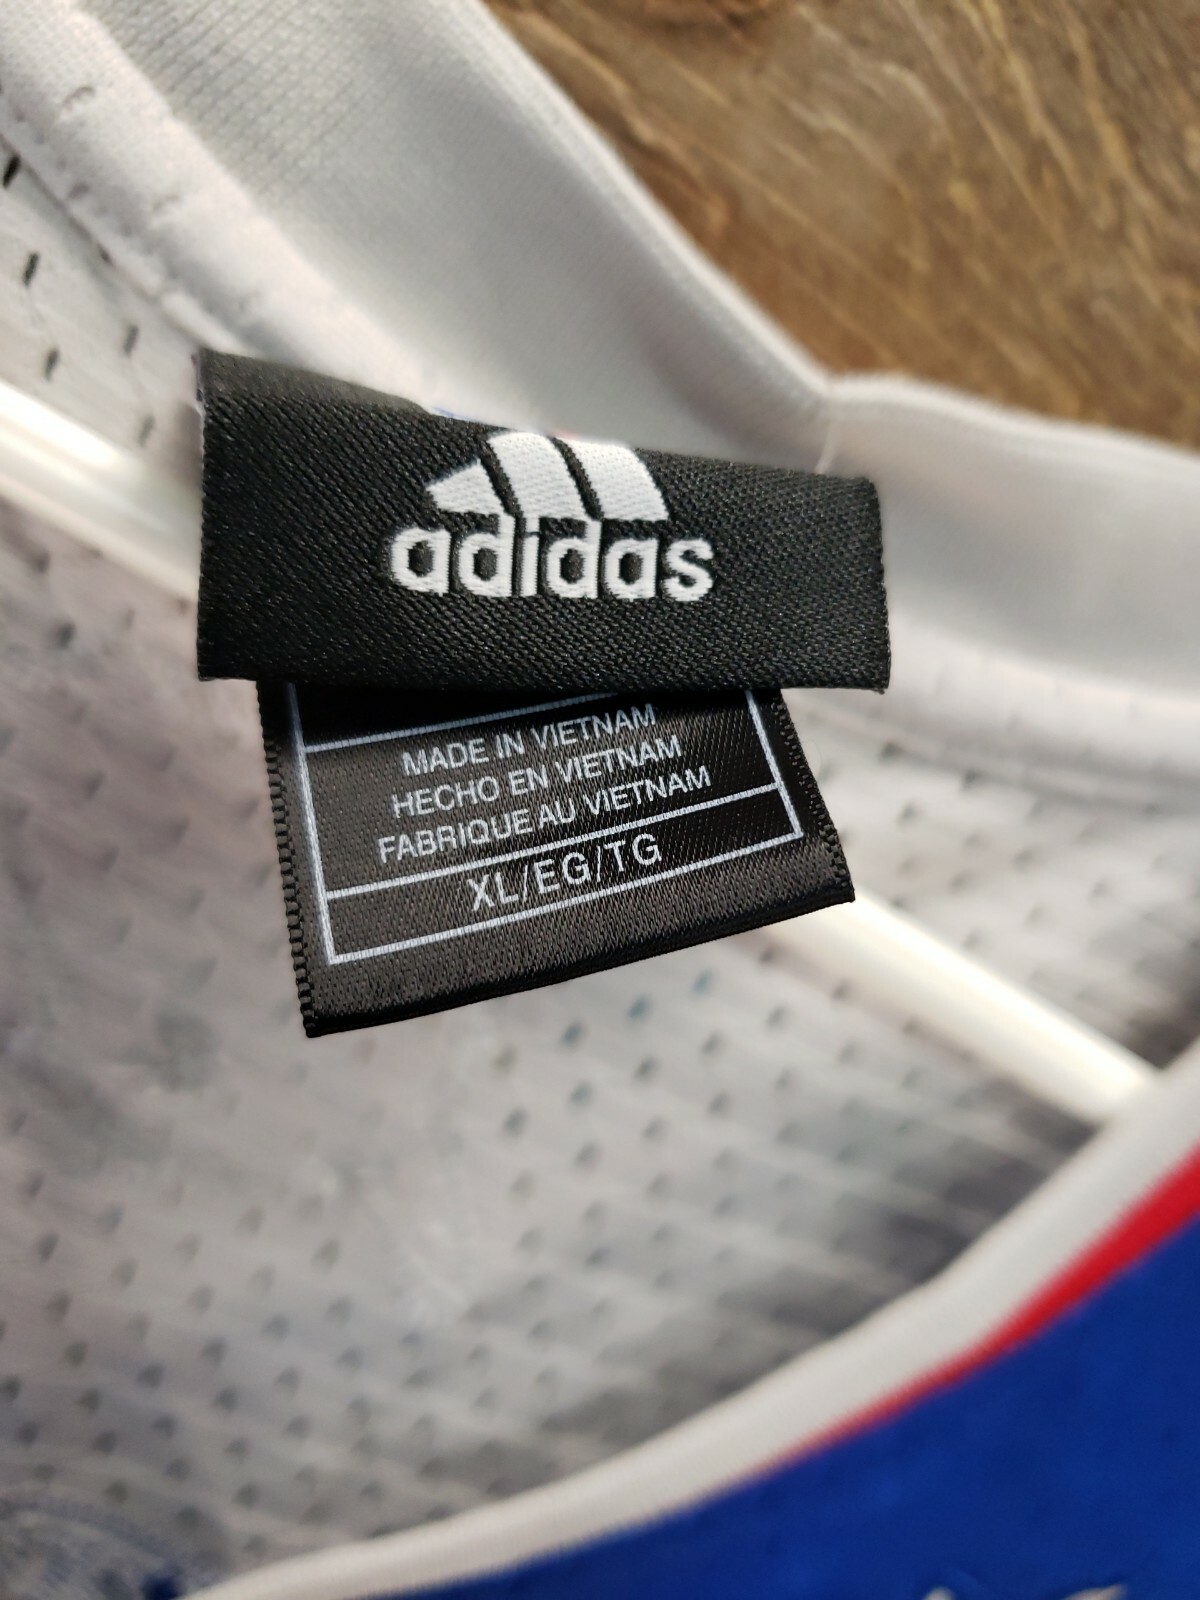 adidas
MADE IN VIETNAM
HECHO EN VIETNAM
FABRIQUE AU VIETNAM
XL/EG/TG